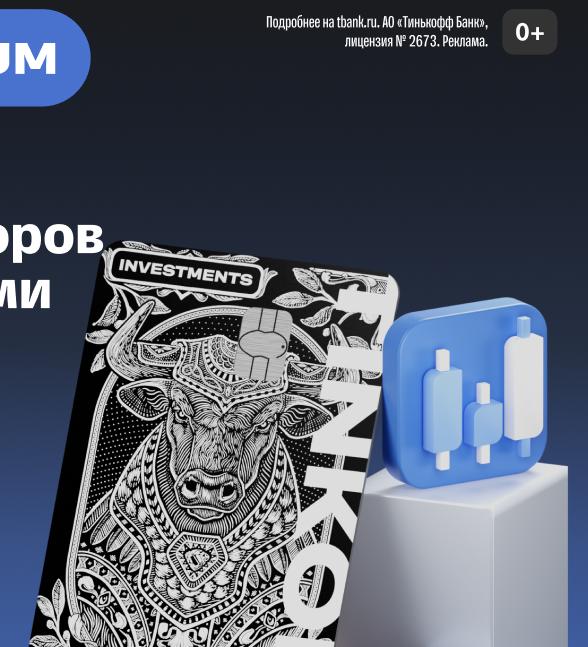 Подробнее на tbank.ru. АО «Тинькофф Банк»,
лицензия № 2673. Реклама.
0+
UM
оров
ми
INVESTMENTS
TINKO